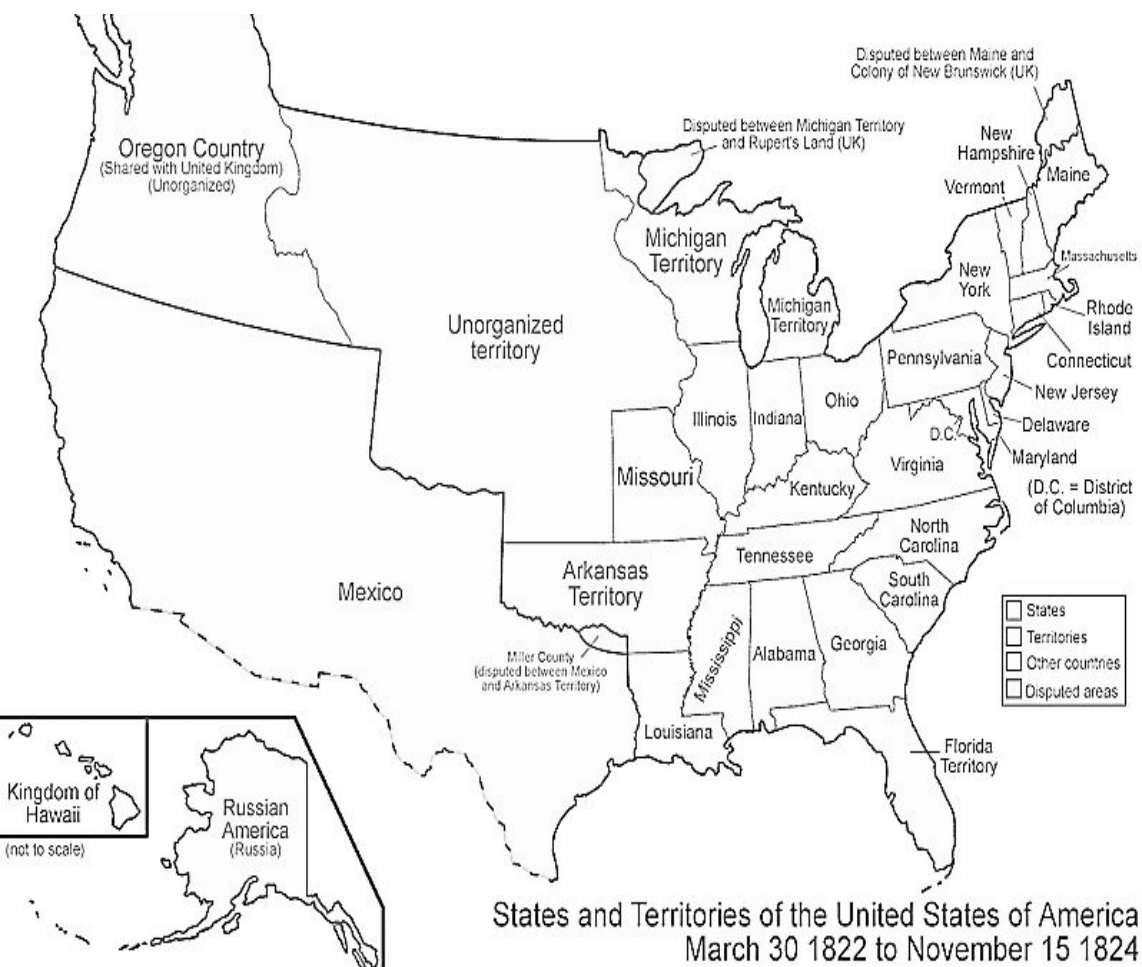 Disputed between Maine and
Colony of New Brunswick (UK)
Disputed between Michigan Territory
and Rupert's Land (UK)
New
Hampshire
Oregon Country
(Shared with United Kingdom)
(Unorganized)
Maine
Vermont
Michigan
Territory
Massachusetts
New
York
Michigan
Territory
Rhode
Island
Unorganized
territory
Connecticut
Pennsylvania
New Jersey
Ohio
Illinois
Indiana
Delaware
D.C.
Maryland
Virginia
Missouri
Kentucky
(D.C. = District
of Columbia)
North
Carolina
Tennessee
Arkansas
Territory
South
Carolina
Mexico
States
Territories
Other countries
Disputed areas
Georgia
Alabama
Mississippi
Miller County
(disputed between Mexico
and Arkansas Territory)
Louisiana
Florida
Territory
Kingdom of
Hawaii
(not to scale)
Russian
America
(Russia)
States and Territories of the United States of America
March 30 1822 to November 15 1824